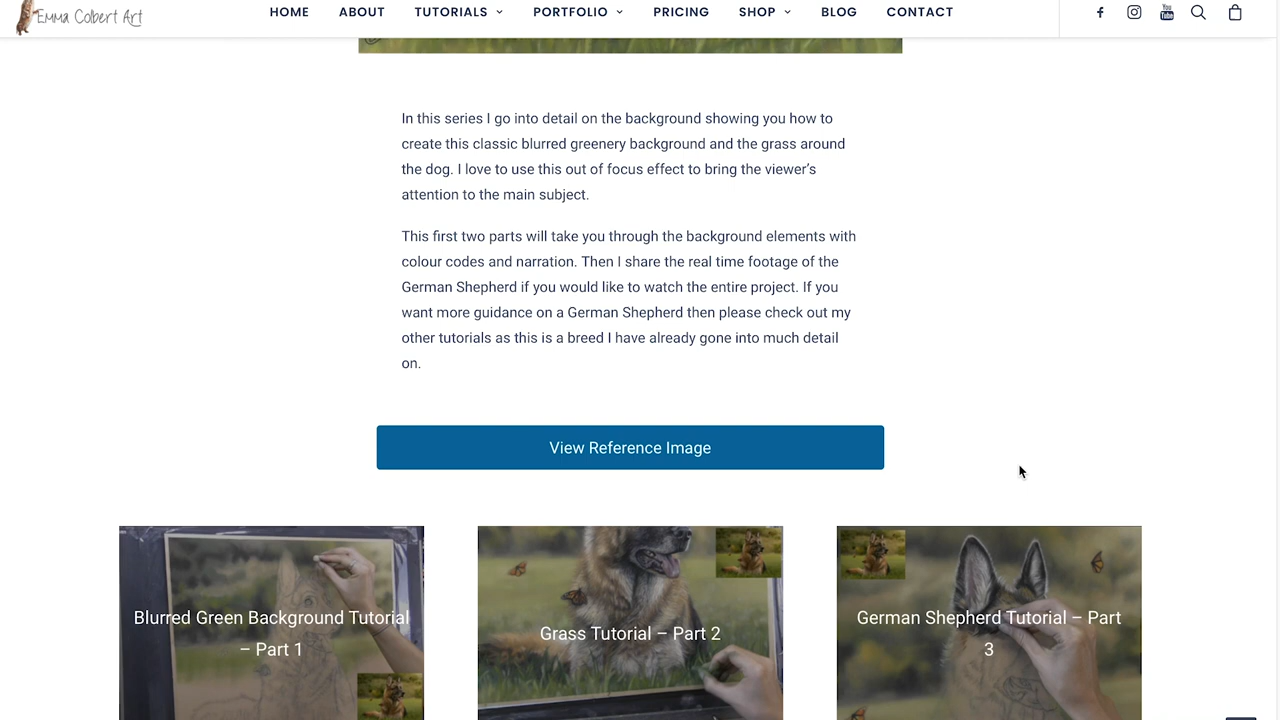 Emma Colbert Art
HOME ABOUT TUTORIALS PORTFOLIO PRICING SHOP BLOG CONTACT
You Tube
In this series I go into detail on the background showing you how to
create this classic blurred greenery background and the grass around
the dog. I love to use this out of focus effect to bring the viewer’s
attention to the main subject.
This first two parts will take you through the background elements with
colour codes and narration. Then I share the real time footage of the
German Shepherd if you would like to watch the entire project. If you
want more guidance on a German Shepherd then please check out my
other tutorials as this is a breed I have already gone into much detail
on.
View Reference Image
Blurred Green Background Tutorial
– Part 1
Grass Tutorial – Part 2
German Shepherd Tutorial – Part
3